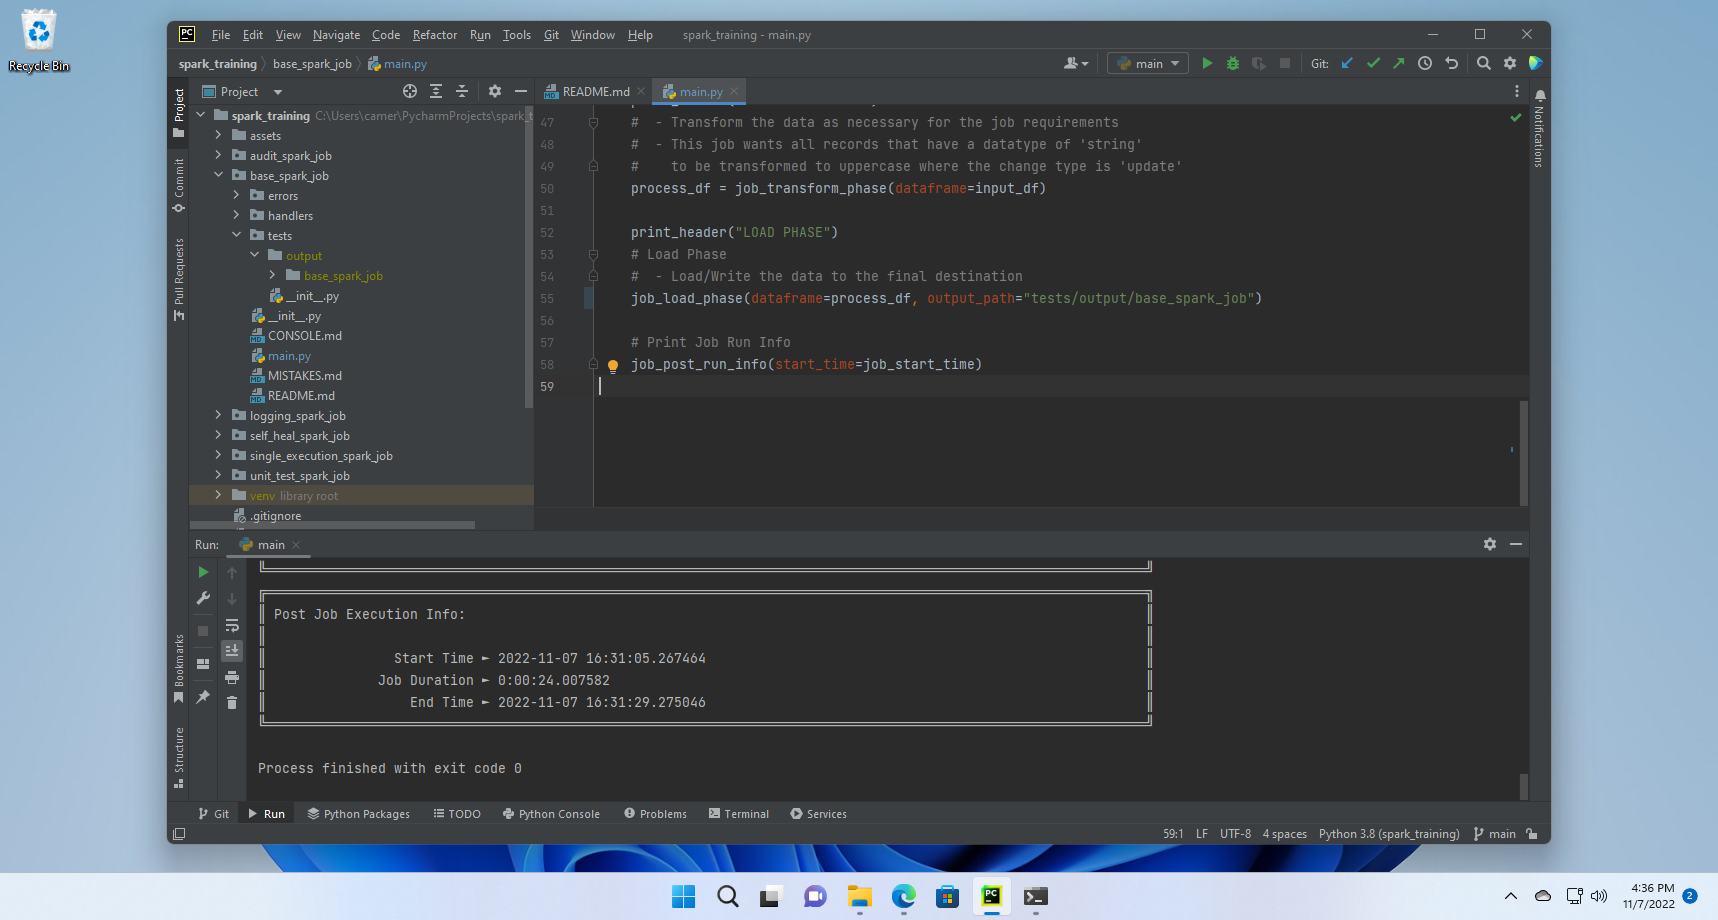 Recycle Bin
PC File Edit View Navigate Code Refactor Run Tools Git Window Help spark_training - main.py
spark_training base_spark_job main.py
main Git:
Project
README.md main.py
Project
Commit
Pull Requests
Bookmarks
Structure
Notifications
spark_training C:\Users\camer\PycharmProjects\spark_t
assets
audit_spark_job
base_spark_job
errors
handlers
tests
output
base_spark_job
__init__.py
__init__.py
CONSOLE.md
main.py
MISTAKES.md
README.md
logging_spark_job
self_heal_spark_job
single_execution_spark_job
unit_test_spark_job
venv library root
.gitignore
47 #  - Transform the data as necessary for the job requirements
48 #  - This job wants all records that have a datatype of 'string'
49 #    to be transformed to uppercase where the change type is 'update'
50 process_df = job_transform_phase(dataframe=input_df)
51
52 print_header("LOAD PHASE")
53 # Load Phase
54 #  - Load/Write the data to the final destination
55 job_load_phase(dataframe=process_df, output_path="tests/output/base_spark_job")
56
57 # Print Job Run Info
58 job_post_run_info(start_time=job_start_time)
59
Run: main
Post Job Execution Info:
Start Time ► 2022-11-07 16:31:05.267464
Job Duration ► 0:00:24.007582
End Time ► 2022-11-07 16:31:29.275046
Process finished with exit code 0
Git Run Python Packages TODO Python Console Problems Terminal Services
59:1 LF UTF-8 4 spaces Python 3.8 (spark_training) main
4:36 PM
11/7/2022
2